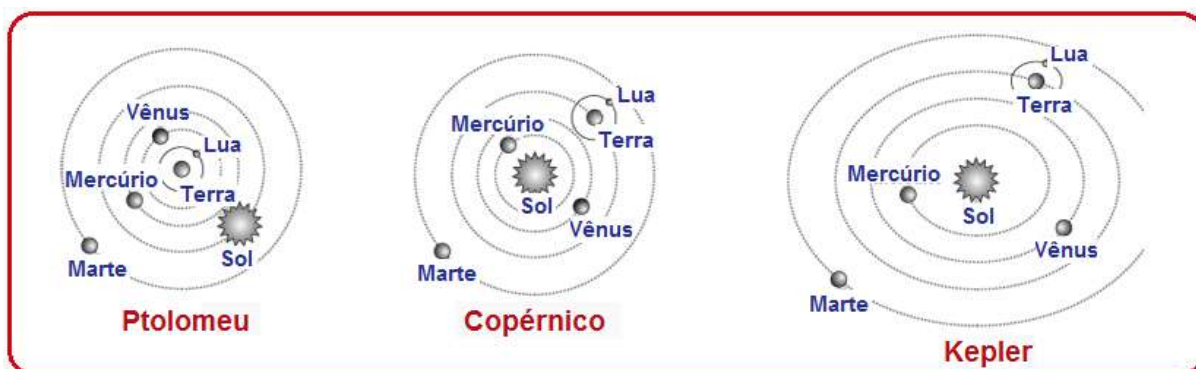 Vênus
Lua
Mercúrio
Terra
Sol
Marte
Ptolomeu
Lua
Mercúrio
Terra
Sol
Vênus
Marte
Copérnico
Lua
Terra
Mercúrio
Sol
Vênus
Marte
Kepler